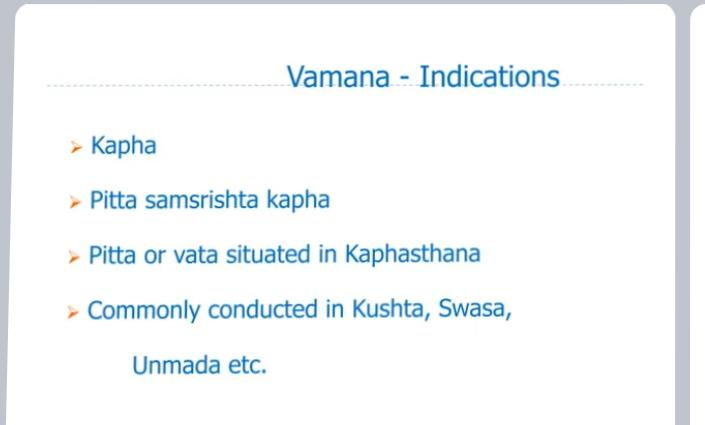 Vamana - Indications
➢ Kapha
➢ Pitta samsrishta kapha
➢ Pitta or vata situated in Kaphasthana
➢ Commonly conducted in Kushta, Swasa,
Unmada etc.